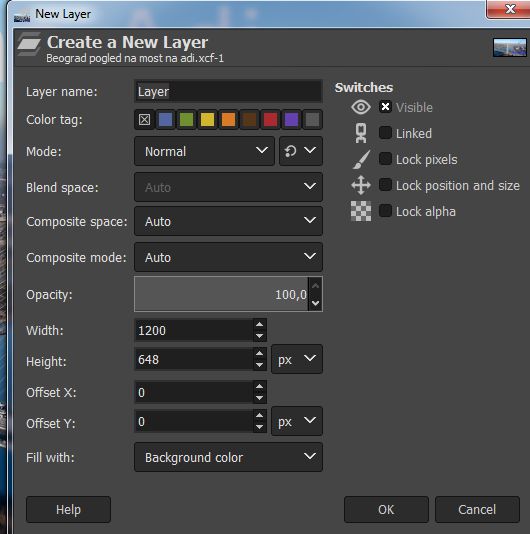 New Layer
Create a New Layer
Beograd pogled na most na adi.xcf-1
Layer name: Layer
Color tag:
Mode: Normal
Blend space: Auto
Composite space: Auto
Composite mode: Auto
Opacity: 100,0
Width: 1200
Height: 648 px
Offset X: 0
Offset Y: 0 px
Fill with: Background color
Switches
Visible
Linked
Lock pixels
Lock position and size
Lock alpha
Help OK Cancel